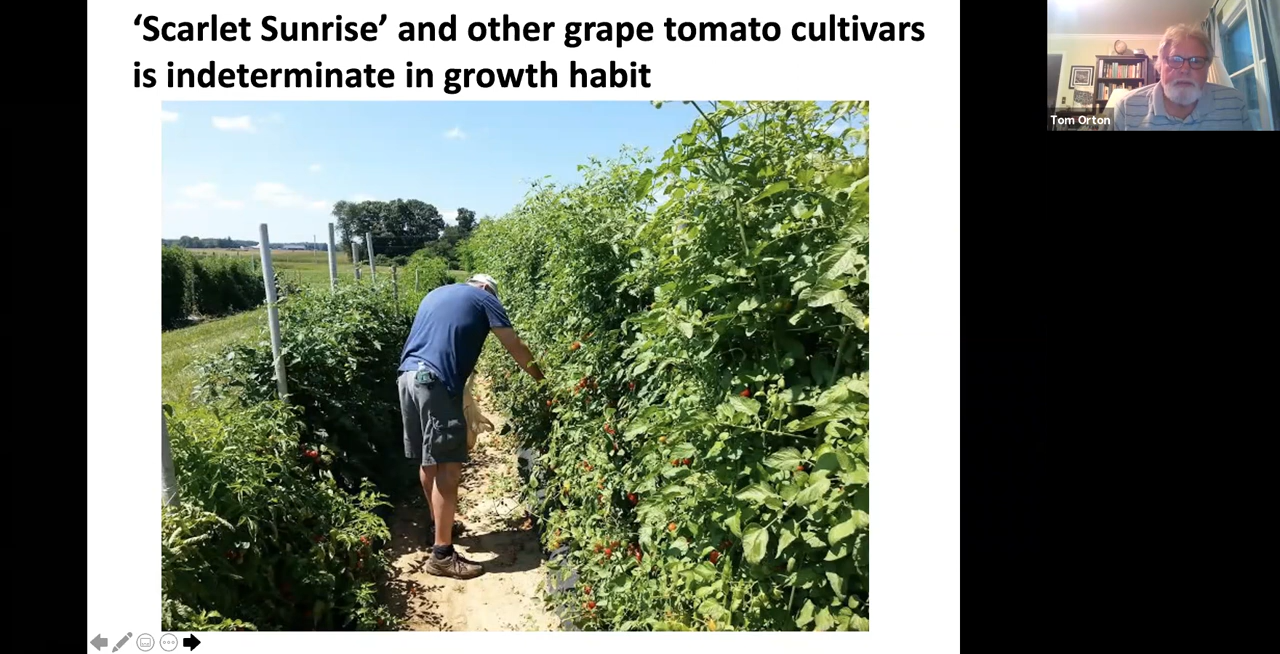 ‘Scarlet Sunrise’ and other grape tomato cultivars
is indeterminate in growth habit
Tom Orton